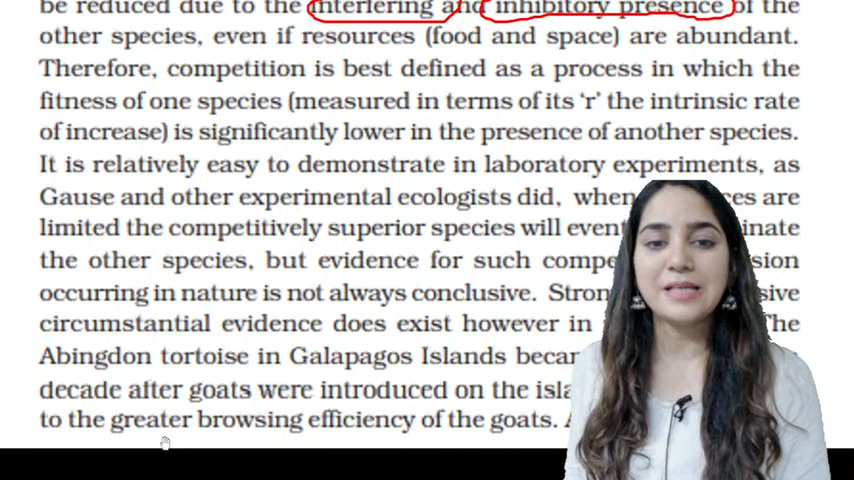 be reduced due to the interfering and inhibitory presence of the
other species, even if resources (food and space) are abundant.
Therefore, competition is best defined as a process in which the
fitness of one species (measured in terms of its ‘r’ the intrinsic rate
of increase) is significantly lower in the presence of another species.
It is relatively easy to demonstrate in laboratory experiments, as
Gause and other experimental ecologists did, when are
limited the competitively superior species will
the other species, but evidence for such
occurring in nature is not always conclusive.
circumstantial evidence does exist however in
Abingdon tortoise in Galapagos Islands
decade after goats were introduced on the
to the greater browsing efficiency of the goats.